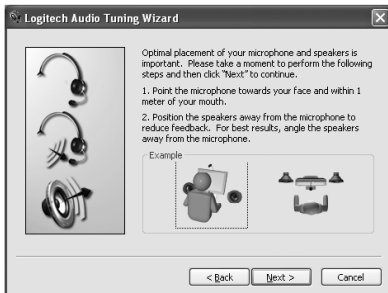 Logitech Audio Tuning Wizard
Optimal placement of your microphone and speakers is
important. Please take a moment to perform the following
steps and then click "Next" to continue.
1. Point the microphone towards your face and within 1
meter of your mouth.
2. Position the speakers away from the microphone to
reduce feedback. For best results, angle the speakers
away from the microphone.
Example
< Back
Next >
Cancel